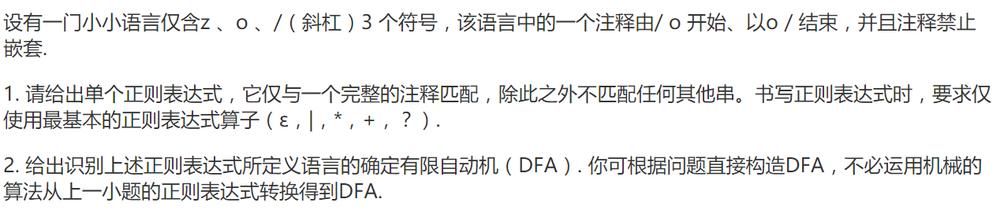 设有一门小小语言仅含z 、o 、/（斜杠）3 个符号，该语言中的一个注释由/ o 开始、以o / 结束，并且注释禁止
嵌套.
1. 请给出单个正则表达式，它仅与一个完整的注释匹配，除此之外不匹配任何其他串。书写正则表达式时，要求仅
使用最基本的正则表达式算子（ε，|，*，+，？）.
2. 给出识别上述正则表达式所定义语言的确定有限自动机（DFA）. 你可根据问题直接构造DFA，不必运用机械的
算法从上一小题的正则表达式转换得到DFA.